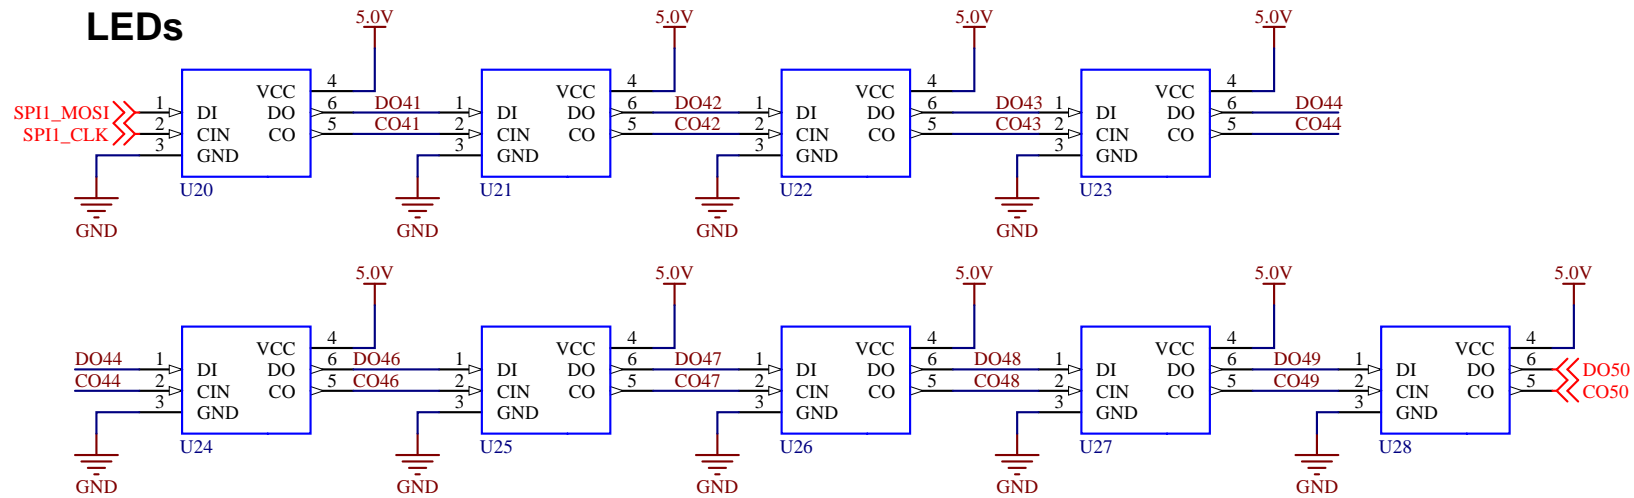 LEDs
5.0V 5.0V 5.0V 5.0V
VCC 4 VCC 4 VCC 4 VCC 4
SPI1_MOSI 1 DI DO 6 DO41 1 DI DO 6 DO42 1 DI DO 6 DO43 1 DI DO 6 DO44
SPI1_CLK 2 CIN CO 5 CO41 2 CIN CO 5 CO42 2 CIN CO 5 CO43 2 CIN CO 5 CO44
3 GND 3 GND 3 GND 3 GND
U20 U21 U22 U23
GND GND GND GND
5.0V 5.0V 5.0V 5.0V 5.0V
VCC 4 VCC 4 VCC 4 VCC 4 VCC 4
DO44 1 DI DO 6 DO46 1 DI DO 6 DO47 1 DI DO 6 DO48 1 DI DO 6 DO49 1 DI DO 6 DO50
CO44 2 CIN CO 5 CO46 2 CIN CO 5 CO47 2 CIN CO 5 CO48 2 CIN CO 5 CO49 2 CIN CO 5 CO50
3 GND 3 GND 3 GND 3 GND 3 GND
U24 U25 U26 U27 U28
GND GND GND GND GND